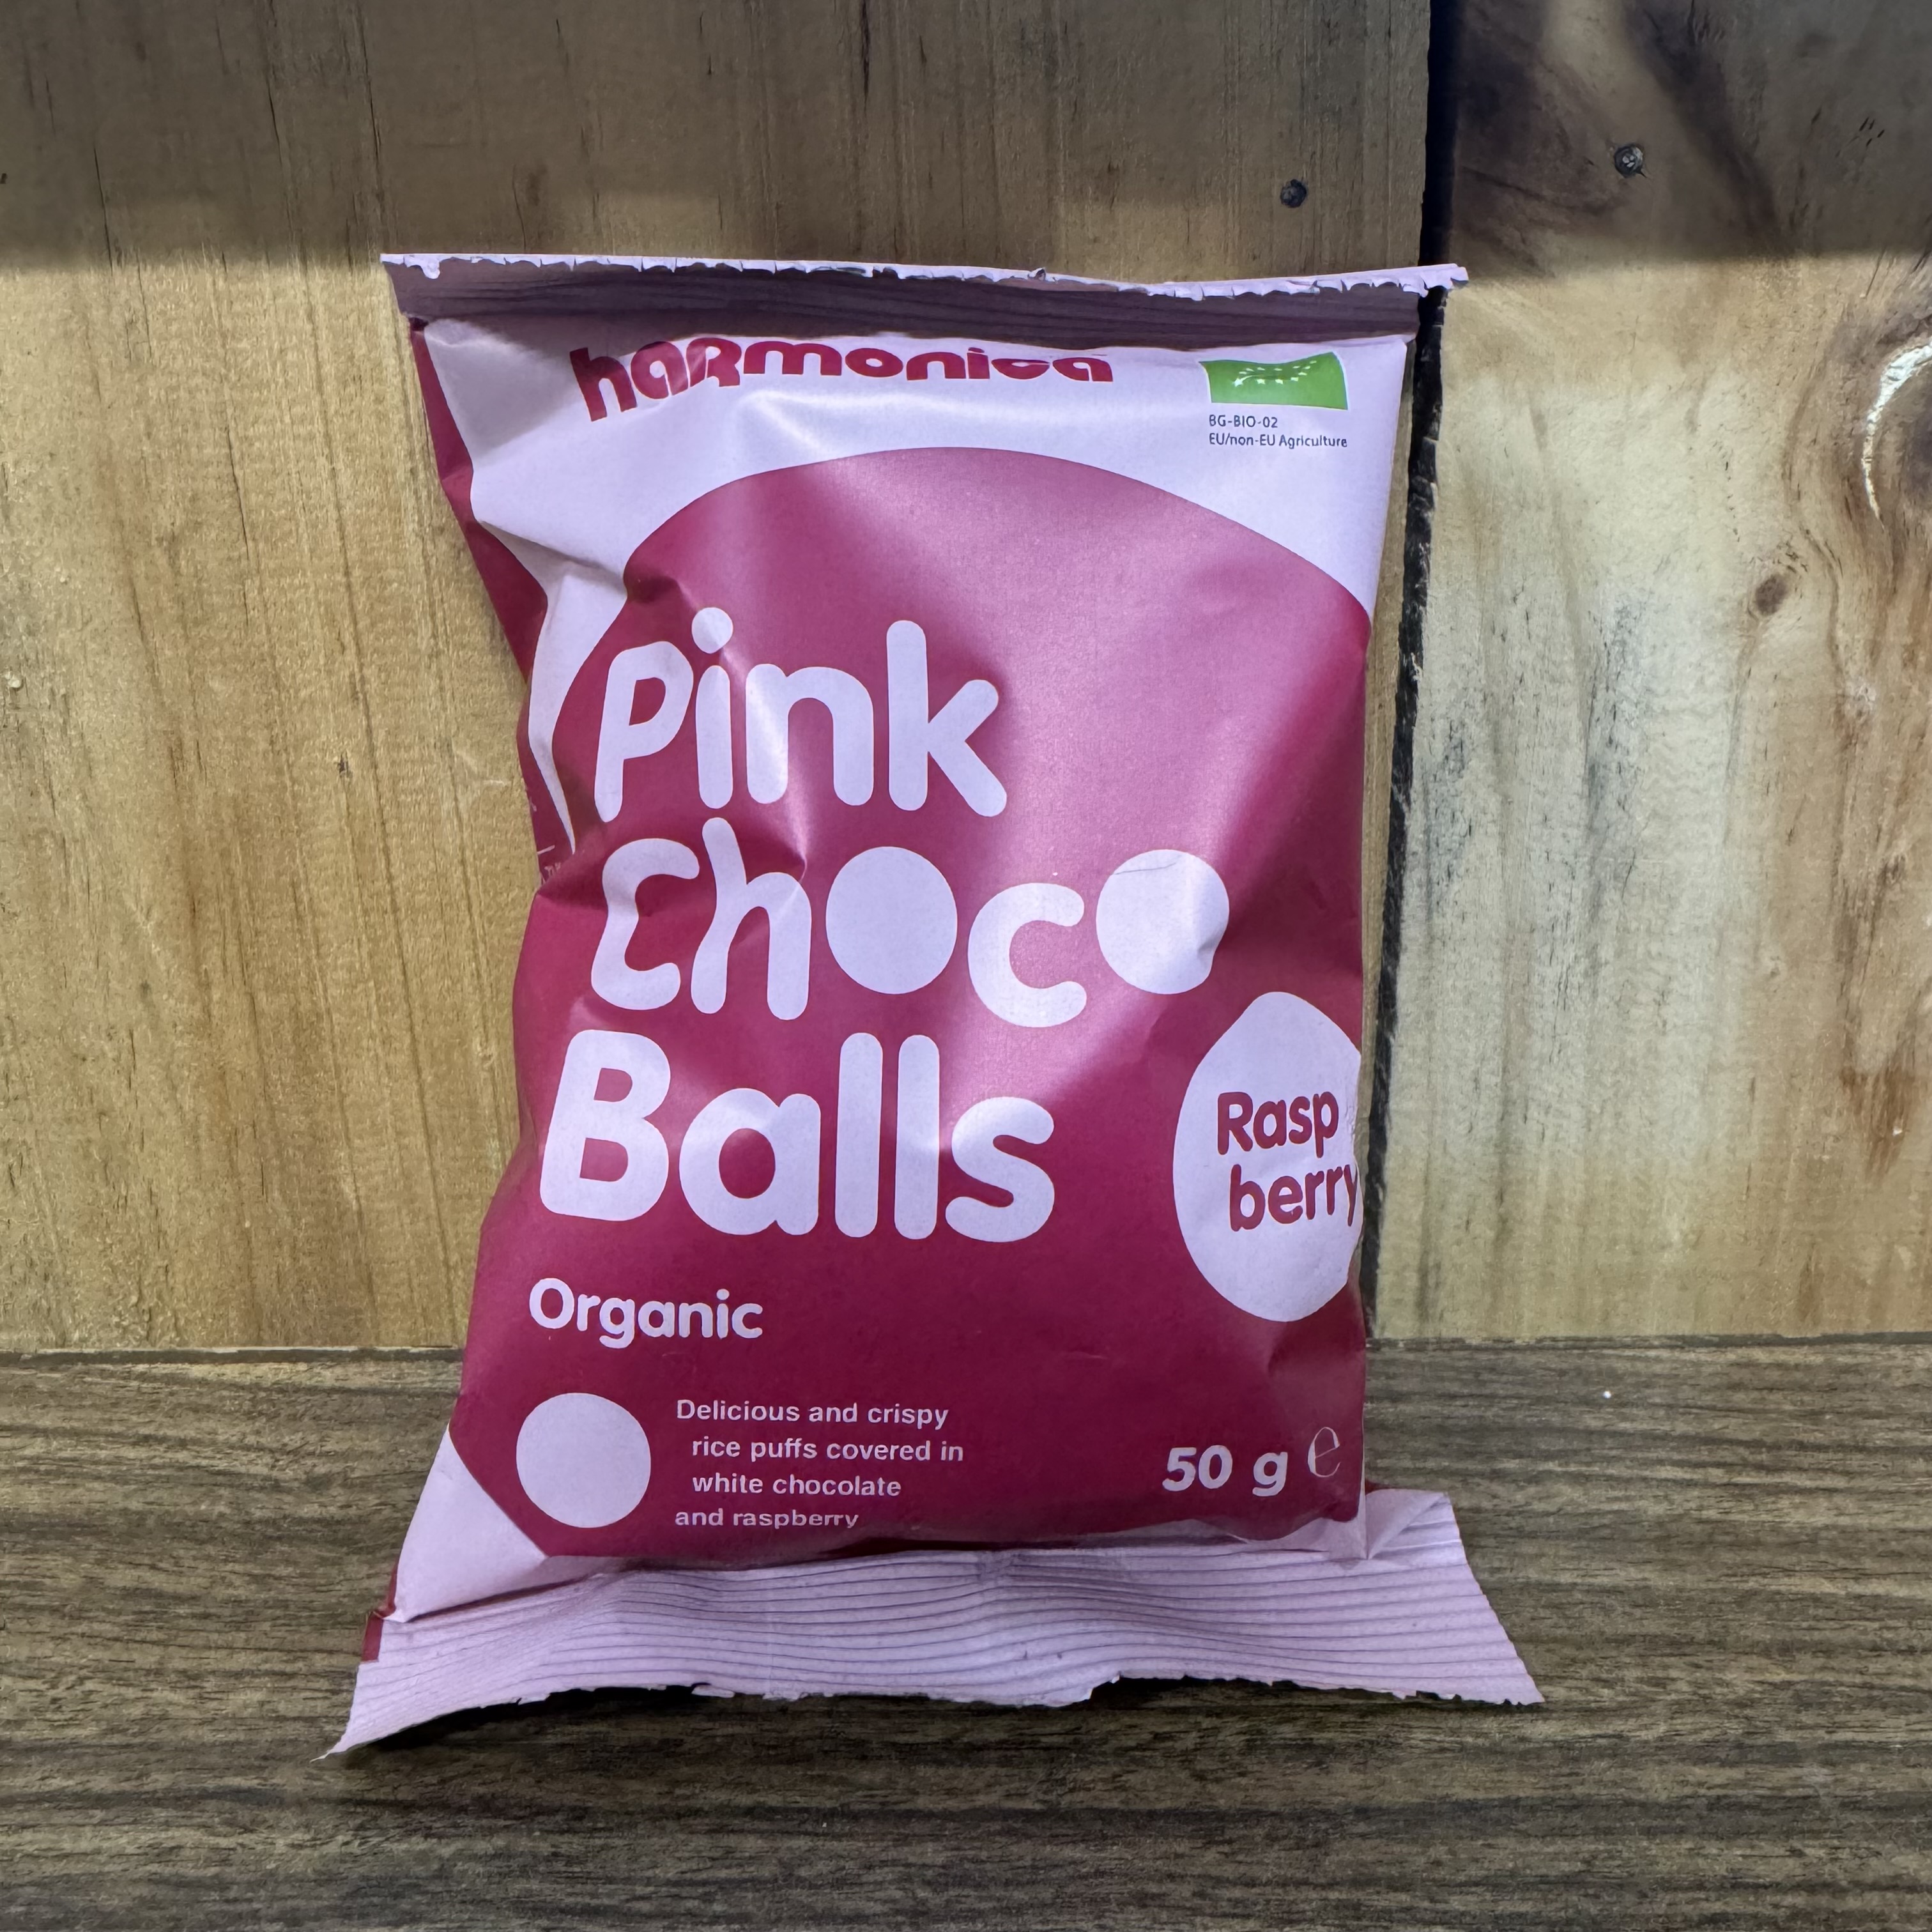 harmonica
BG-BIO-02
EU/non-EU Agriculture
Pink
Choco
Balls
Rasp
berry
Organic
Delicious and crispy
rice puffs covered in
white chocolate
and raspberry
50 g e